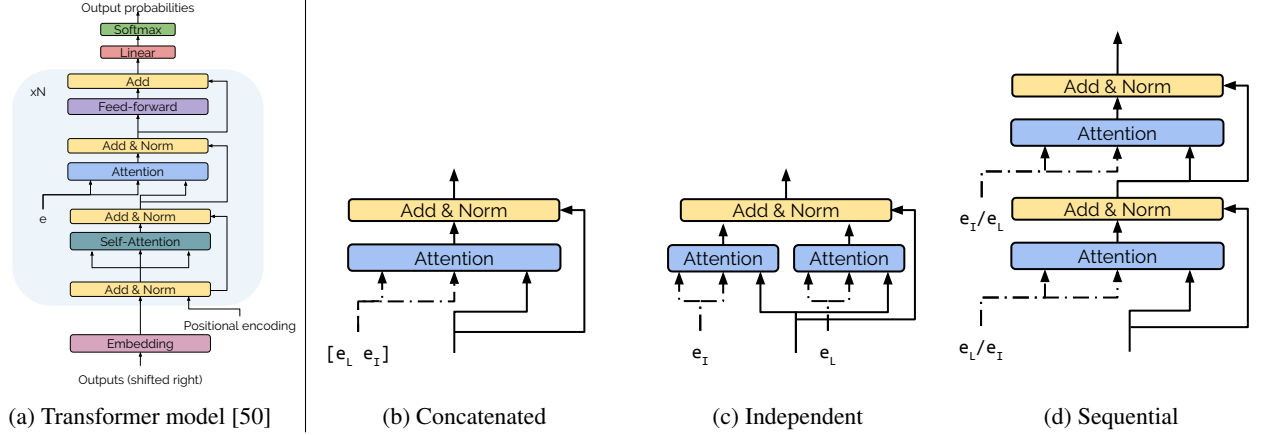 Output probabilities
Softmax
Linear
xN
Add
Feed-forward
Add & Norm
Attention
e
Add & Norm
Self-Attention
Add & Norm
Positional encoding
Embedding
Outputs (shifted right)
(a) Transformer model [50]
Add & Norm
Attention
[e_L e_I]
(b) Concatenated
Add & Norm
Attention Attention
e_I e_L
(c) Independent
Add & Norm
Attention
e_I/e_L
Add & Norm
Attention
e_L/e_I
(d) Sequential